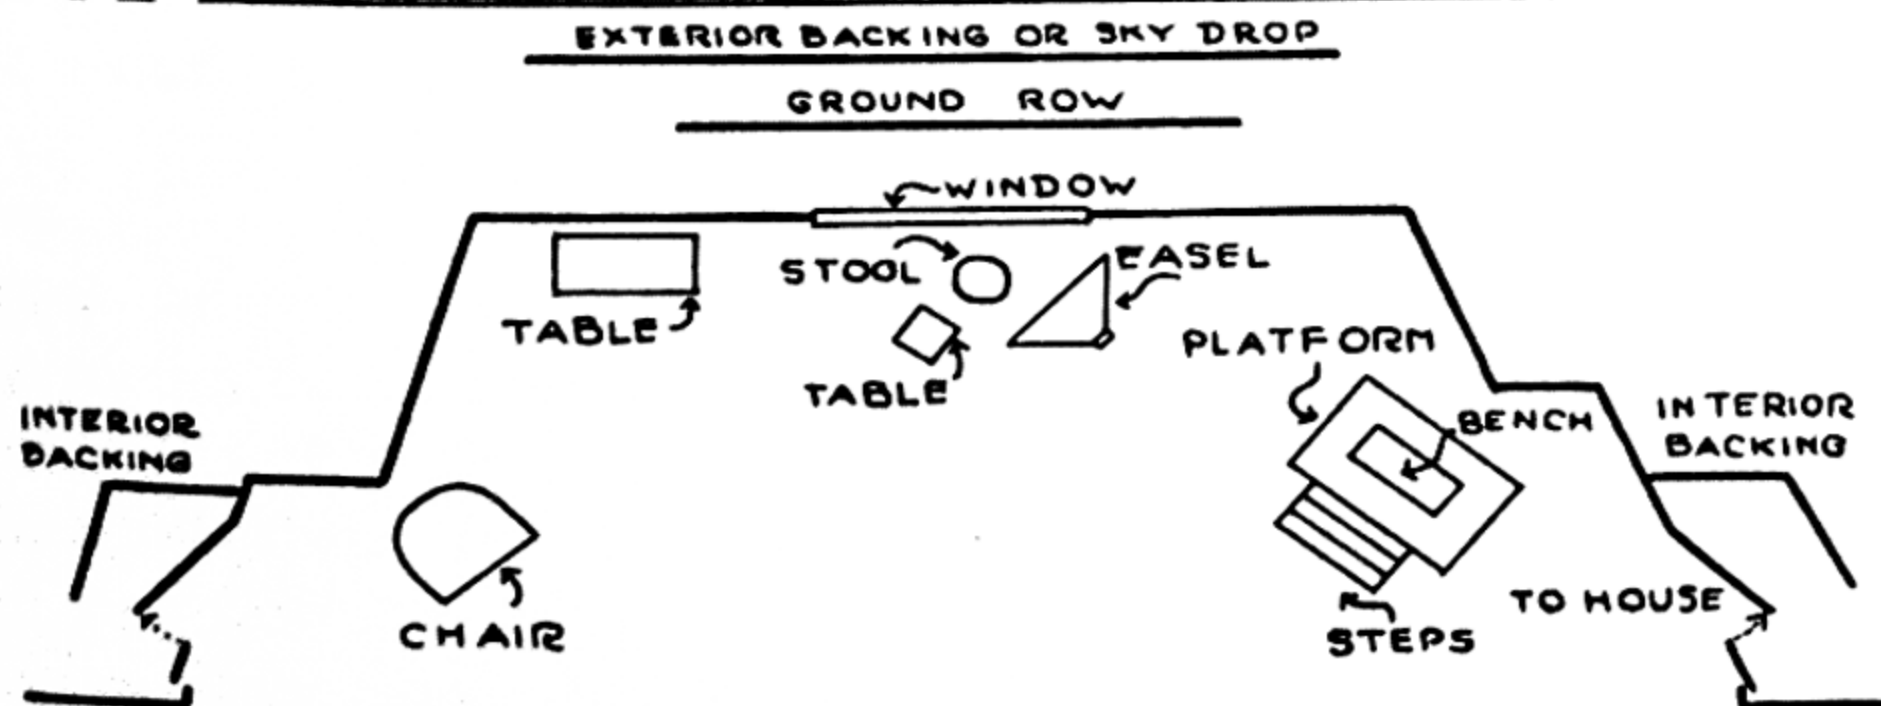 EXTERIOR BACKING OR SKY DROP
GROUND ROW
WINDOW
STOOL
EASEL
TABLE
PLATFORM
TABLE
BENCH
INTERIOR
BACKING
INTERIOR
BACKING
CHAIR
TO HOUSE
STEPS